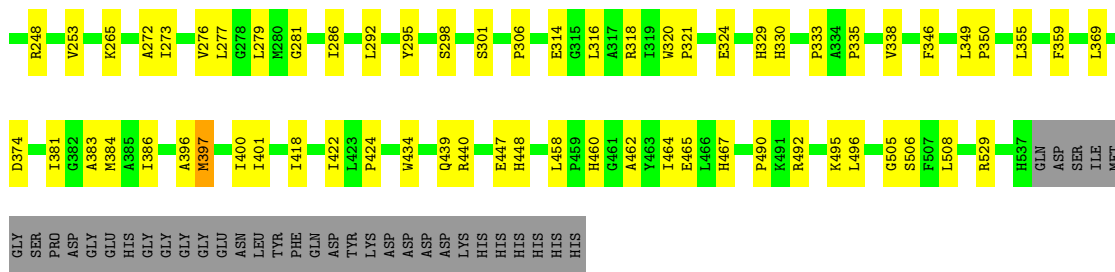 R248 V253 K265 A272 I273 V276 L277 G278 L279 M280 G281 I286 L292 Y295 S298 S301 P306 E314 G315 L316 A317 R318 I319 W320 P321 E324 H329 H330 P333 A334 P335 V338 F346 L349 P350 L355 F359 L369
D374 I381 G382 A383 M384 A385 I386 A396 M397 I400 I401 I418 I422 L423 P424 W434 Q439 R440 E447 H448 L458 P459 H460 G461 A462 Y463 I464 E465 L466 H467 P490 K491 R492 K495 L496 G505 S506 F507 L508 R529 H537 GLN ASP SER ILE MET
GLY SER PRO ASP GLY GLU HIS GLY GLY GLY GLY GLU ASN LEU TYR PHE GLN ASP TYR LYS ASP ASP ASP ASP LYS HIS HIS HIS HIS HIS HIS